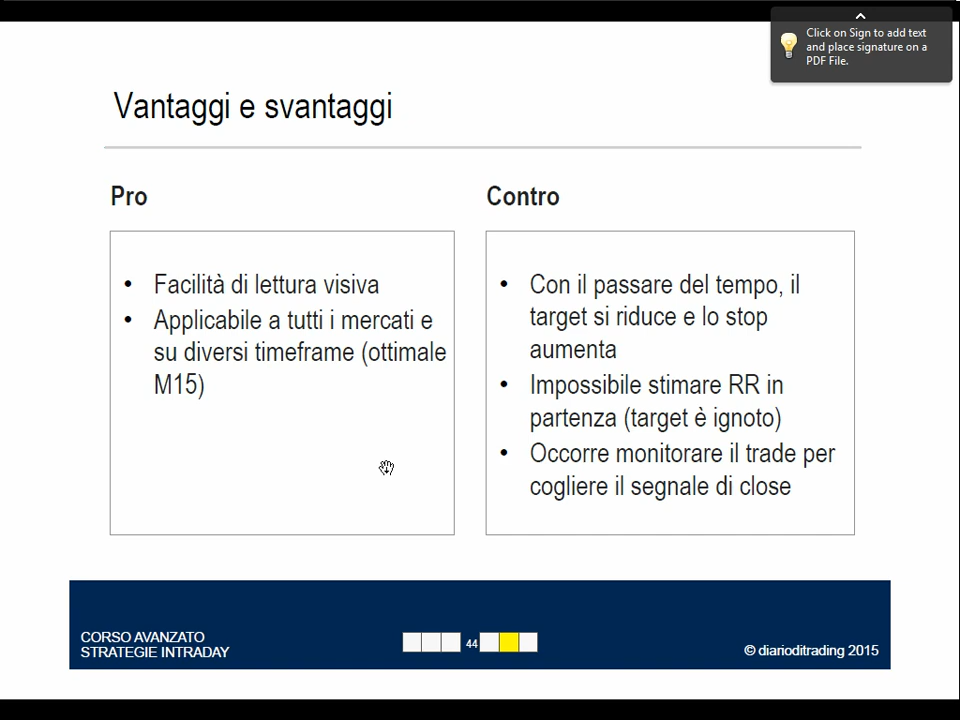 Click on Sign to add text
and place signature on a
PDF File.
Vantaggi e svantaggi
Pro
• Facilità di lettura visiva
• Applicabile a tutti i mercati e
su diversi timeframe (ottimale
M15)
Contro
• Con il passare del tempo, il
target si riduce e lo stop
aumenta
• Impossibile stimare RR in
partenza (target è ignoto)
• Occorre monitorare il trade per
cogliere il segnale di close
CORSO AVANZATO
STRATEGIE INTRADAY
44
© diarioditrading 2015